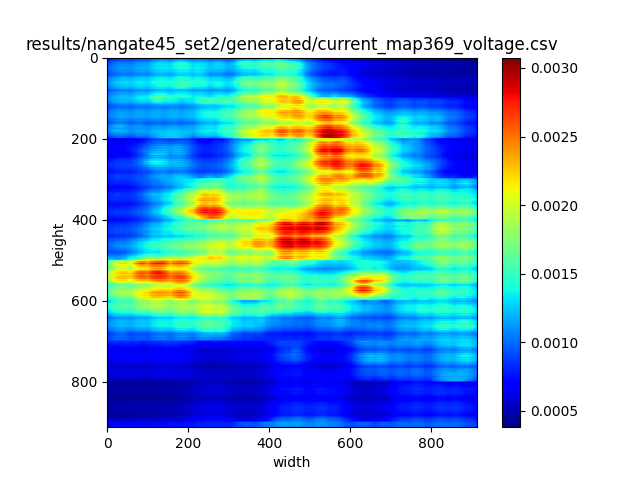 results/nangate45_set2/generated/current_map369_voltage.csv
0
200
400
600
800
height
0 200 400 600 800
width
0.0030
0.0025
0.0020
0.0015
0.0010
0.0005